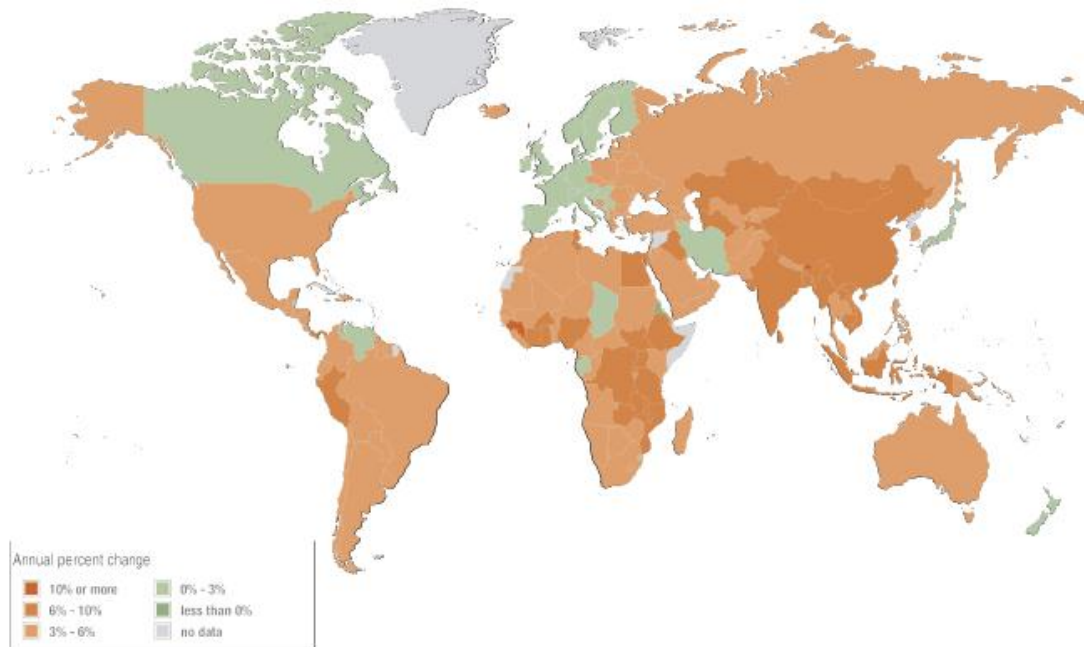 Annual percent change
10% or more
6% - 10%
3% - 6%
0% - 3%
less than 0%
no data